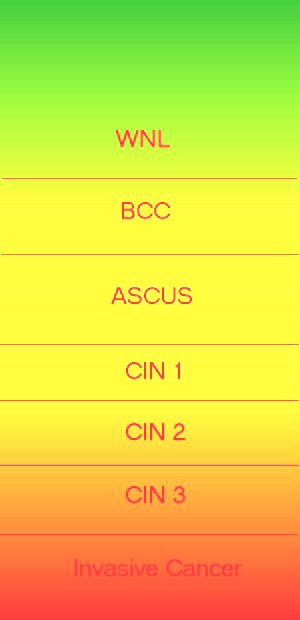 WNL
BCC
ASCUS
CIN 1
CIN 2
CIN 3
Invasive Cancer